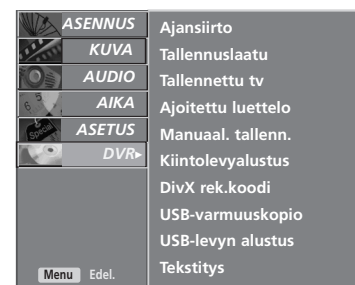 ASENNUS
KUVA
AUDIO
AIKA
ASETUS
DVR
Menu Edel.
Ajansiirto
Tallennuslaatu
Tallennettu tv
Ajoitettu luettelo
Manuaal. tallenn.
Kiintolevyalustus
DivX rek.koodi
USB-varmuuskopio
USB-levyn alustus
Tekstitys